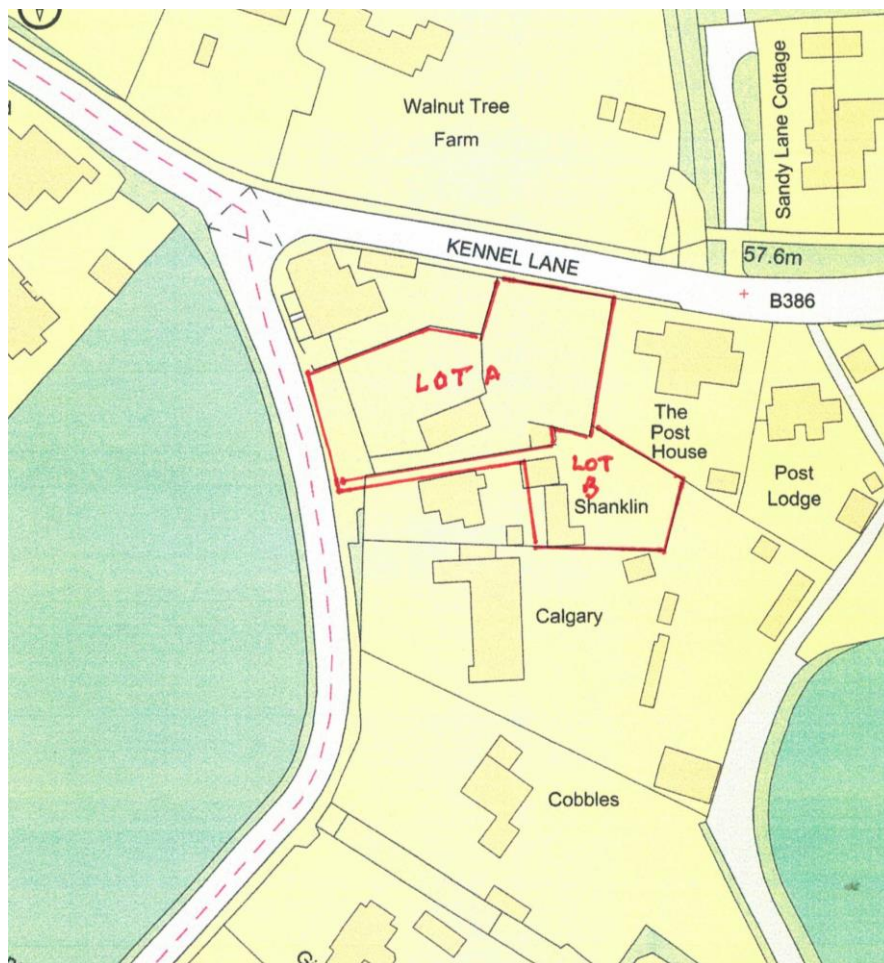 Walnut Tree
Farm
Sandy Lane Cottage
KENNEL LANE
57.6m
B386
LOT A
The
Post
House
LOT
B
Shanklin
Post
Lodge
Calgary
Cobbles